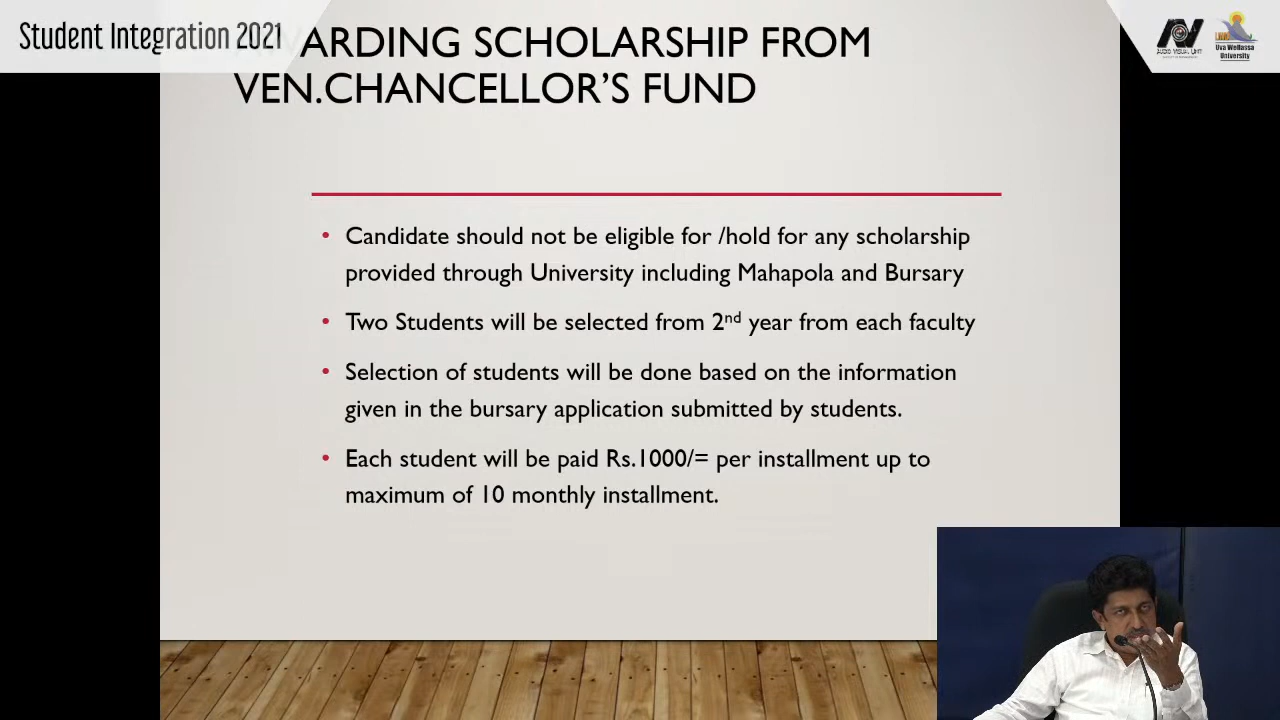 Student Integration 2021
ARDING SCHOLARSHIP FROM
VEN.CHANCELLOR’S FUND
AUDIO VISUAL UNIT
Uva Wellassa
University
• Candidate should not be eligible for /hold for any scholarship
provided through University including Mahapola and Bursary
• Two Students will be selected from 2nd year from each faculty
• Selection of students will be done based on the information
given in the bursary application submitted by students.
• Each student will be paid Rs.1000/= per installment up to
maximum of 10 monthly installment.